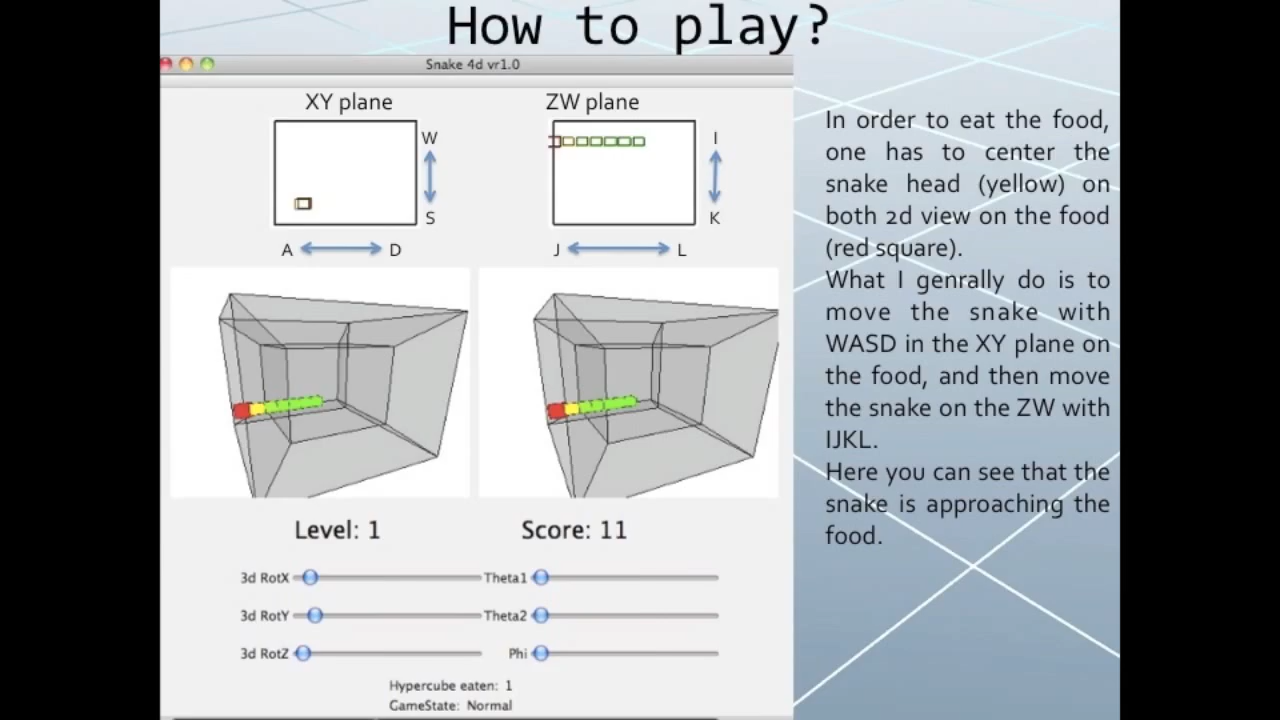 How to play?
Snake 4d vr1.0
XY plane
ZW plane
W
S
A
D
I
K
J
L
In order to eat the food,
one has to center the
snake head (yellow) on
both 2d view on the food
(red square).
What I genrally do is to
move the snake with
WASD in the XY plane on
the food, and then move
the snake on the ZW with
IJKL.
Here you can see that the
snake is approaching the
food.
Level: 1
Score: 11
3d RotX
Theta1
3d RotY
Theta2
3d RotZ
Phi
Hypercube eaten: 1
GameState: Normal